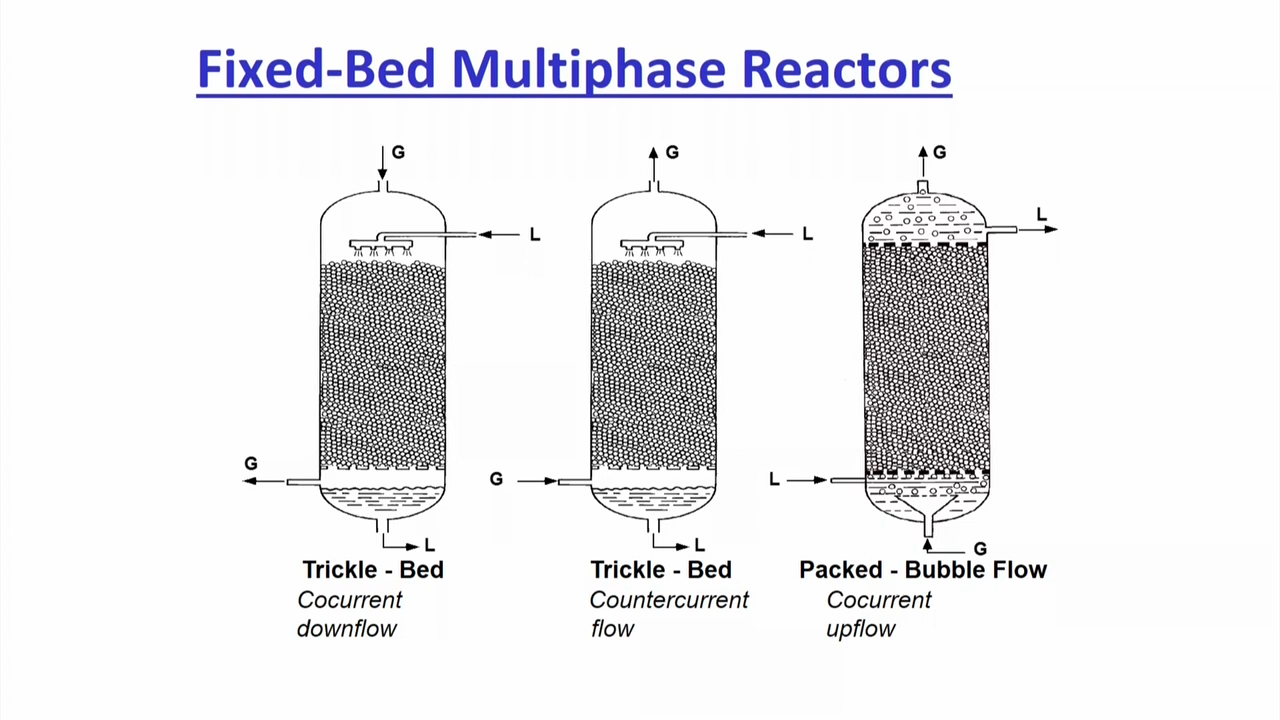 Fixed-Bed Multiphase Reactors
G
G
G
L
L
L
G
G
L
L
L
G
Trickle - Bed
Cocurrent
downflow
Trickle - Bed
Countercurrent
flow
Packed - Bubble Flow
Cocurrent
upflow